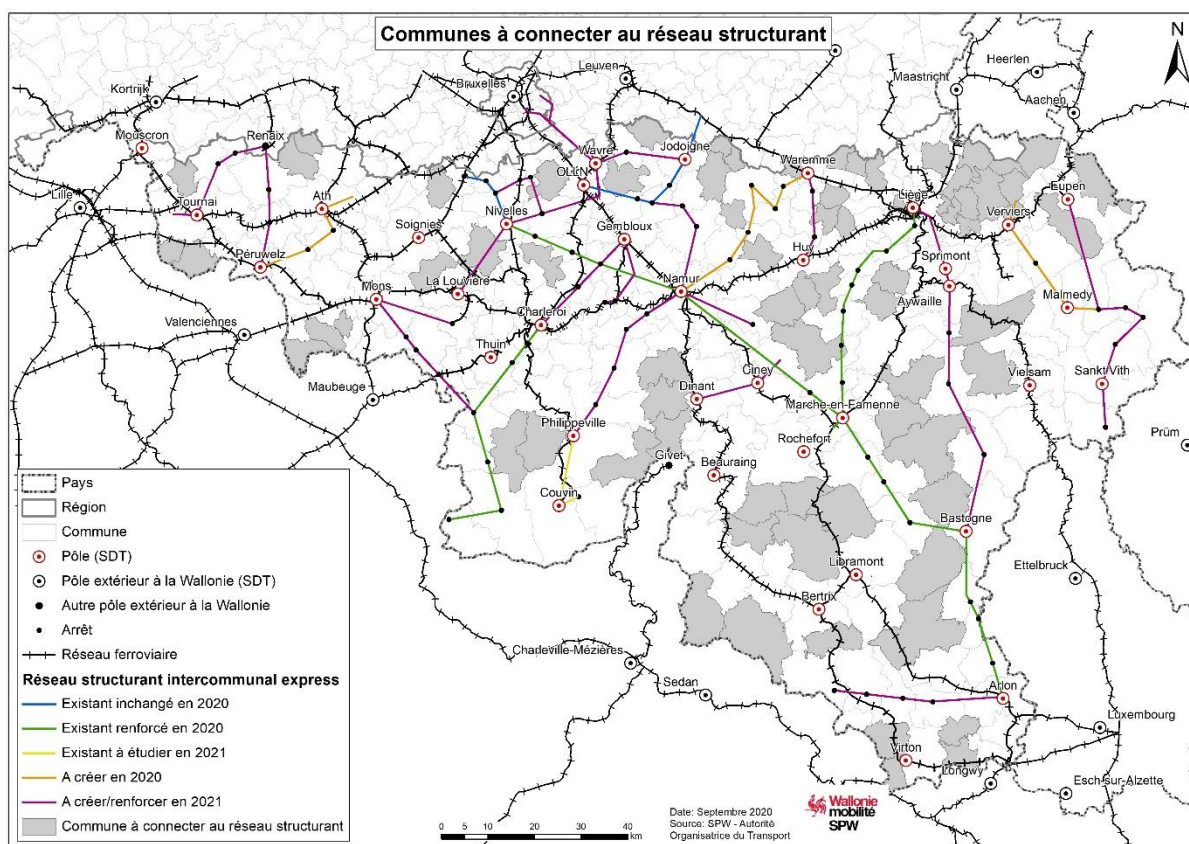 Communes à connecter au réseau structurant
N
Leuven
Bruxelles
Maastricht
Heerlen
Aachen
Kortrijk
Mouscron
Renaix
Wavre
Jodoigne
OLLN
Waremme
Liège
Eupen
Verviers
Lille
Tournai
Ath
Soignies
Nivelles
Gembloux
Huy
Sprimont
Péruwelz
Mons
La Louvière
Namur
Aywaille
Malmedy
Charleroi
Valenciennes
Thuin
Maubeuge
Dinant
Ciney
Vielsam
Sankt Vith
Marche-en-Famenne
Philippeville
Rochefort
Prüm
Givet
Beauraing
Couvin
Bastogne
Libramont
Ettelbruck
Bertrix
Charleville-Mézières
Sedan
Arlon
Luxembourg
Virton
Longwy
Esch-sur-Alzette
Pays
Région
Commune
Pôle (SDT)
Pôle extérieur à la Wallonie (SDT)
Autre pôle extérieur à la Wallonie
Arrêt
Réseau ferroviaire
Réseau structurant intercommunal express
Existant inchangé en 2020
Existant renforcé en 2020
Existant à étudier en 2021
A créer en 2020
A créer/renforcer en 2021
Commune à connecter au réseau structurant
0 5 10 20 30 40
km
Date: Septembre 2020
Source: SPW - Autorité
Organisatrice du Transport
Wallonie
mobilité
SPW